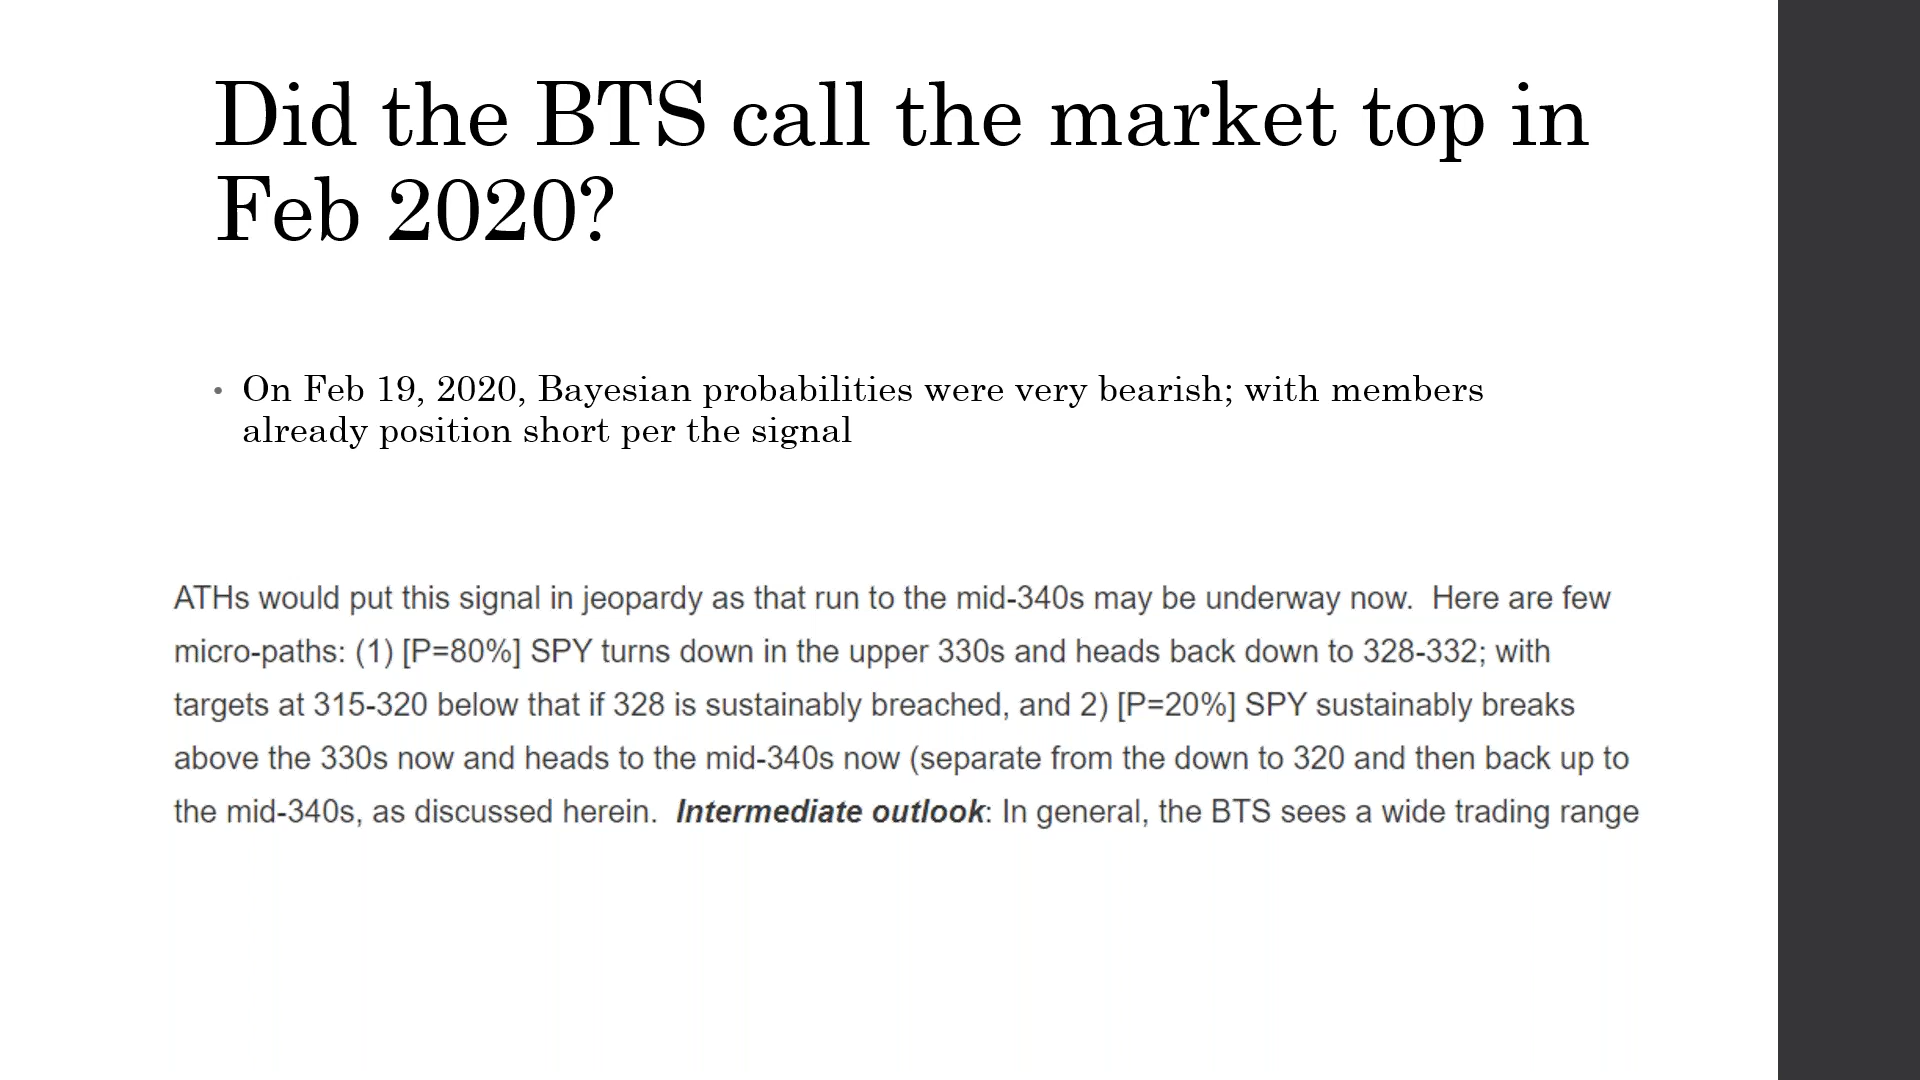 Did the BTS call the market top in
Feb 2020?
• On Feb 19, 2020, Bayesian probabilities were very bearish; with members
already position short per the signal
ATHs would put this signal in jeopardy as that run to the mid-340s may be underway now.  Here are few
micro-paths: (1) [P=80%] SPY turns down in the upper 330s and heads back down to 328-332; with
targets at 315-320 below that if 328 is sustainably breached, and 2) [P=20%] SPY sustainably breaks
above the 330s now and heads to the mid-340s now (separate from the down to 320 and then back up to
the mid-340s, as discussed herein.  Intermediate outlook: In general, the BTS sees a wide trading range